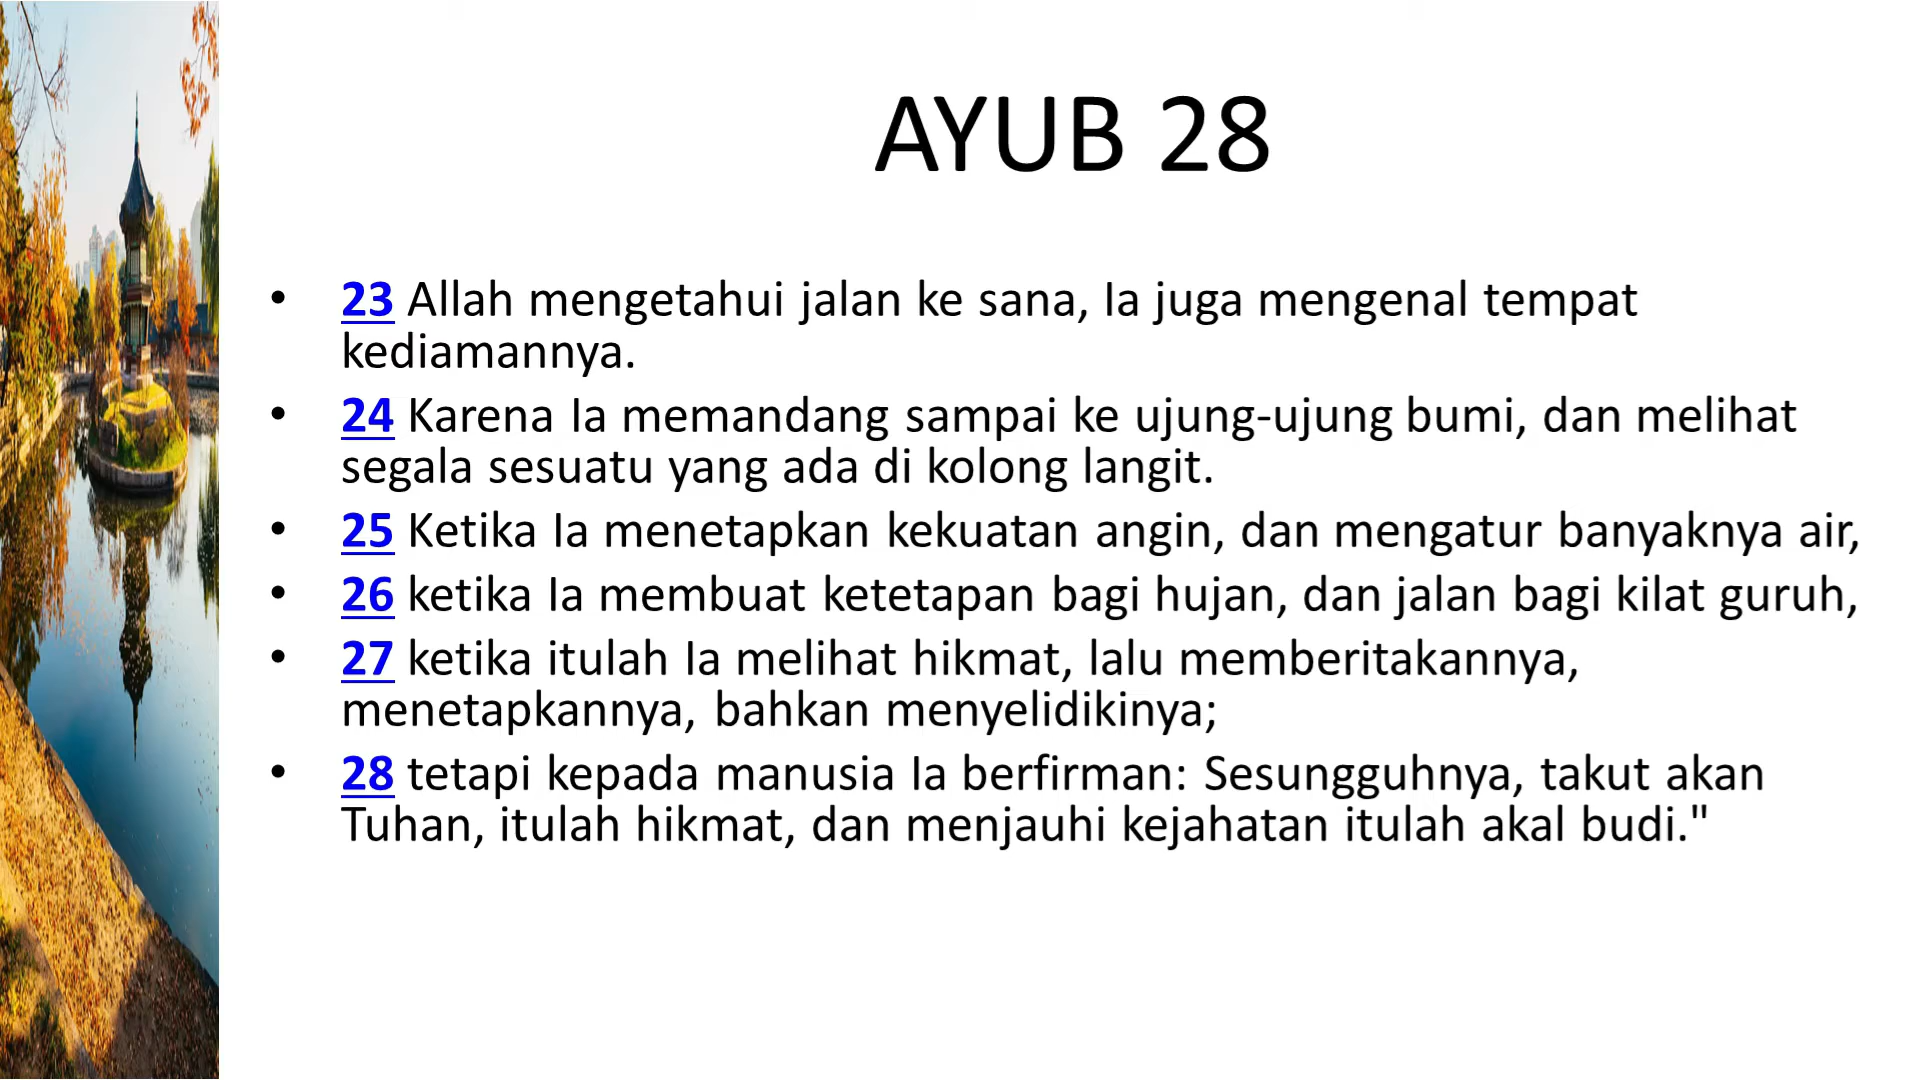 AYUB 28
• 23 Allah mengetahui jalan ke sana, Ia juga mengenal tempat
kediamannya.
• 24 Karena Ia memandang sampai ke ujung-ujung bumi, dan melihat
segala sesuatu yang ada di kolong langit.
• 25 Ketika Ia menetapkan kekuatan angin, dan mengatur banyaknya air,
• 26 ketika Ia membuat ketetapan bagi hujan, dan jalan bagi kilat guruh,
• 27 ketika itulah Ia melihat hikmat, lalu memberitakannya,
menetapkannya, bahkan menyelidikinya;
• 28 tetapi kepada manusia Ia berfirman: Sesungguhnya, takut akan
Tuhan, itulah hikmat, dan menjauhi kejahatan itulah akal budi."